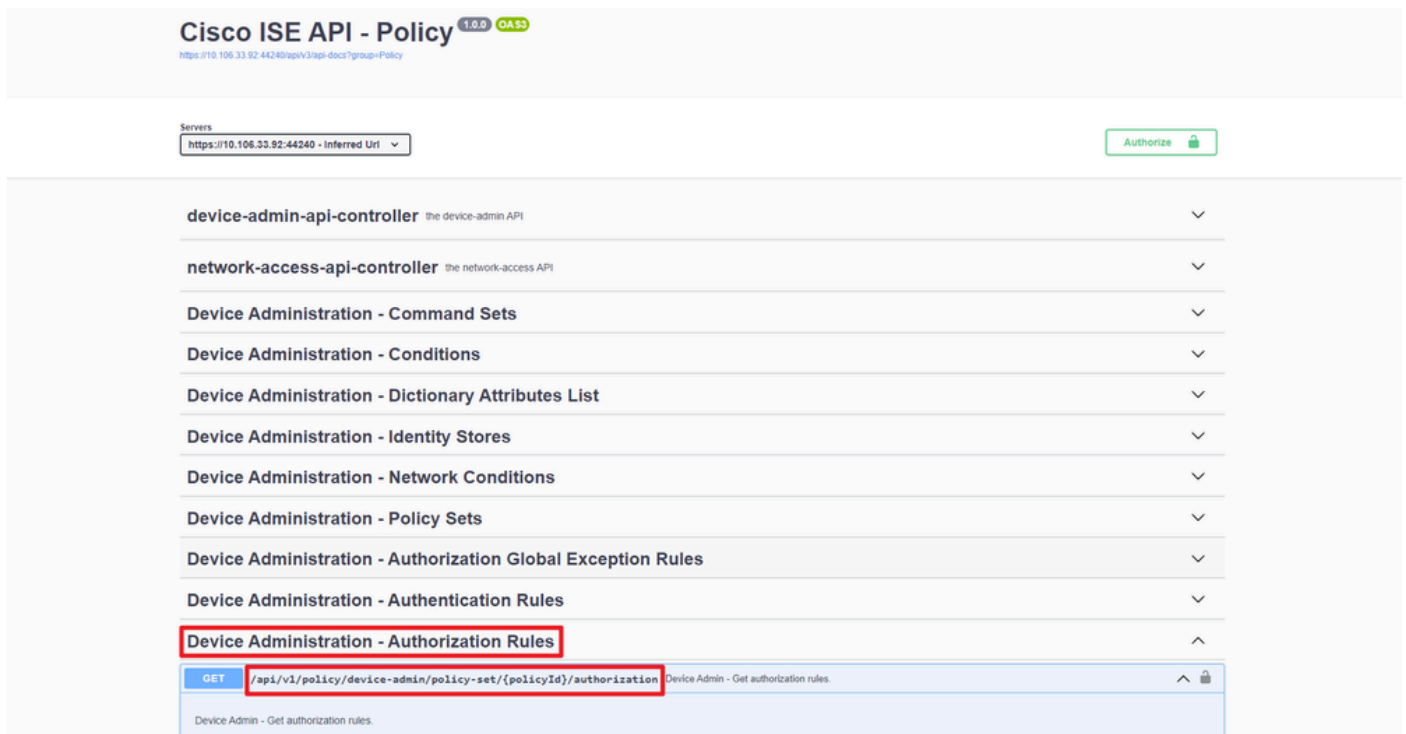 Cisco ISE API - Policy 1.0.0 OAS3
https://10.106.33.92:44240/api/v3/api-docs?group=Policy
Servers
https://10.106.33.92:44240 - Inferred Url
Authorize
device-admin-api-controller the device-admin API
network-access-api-controller the network-access API
Device Administration - Command Sets
Device Administration - Conditions
Device Administration - Dictionary Attributes List
Device Administration - Identity Stores
Device Administration - Network Conditions
Device Administration - Policy Sets
Device Administration - Authorization Global Exception Rules
Device Administration - Authentication Rules
Device Administration - Authorization Rules
GET /api/v1/policy/device-admin/policy-set/{policyId}/authorization Device Admin - Get authorization rules.
Device Admin - Get authorization rules.